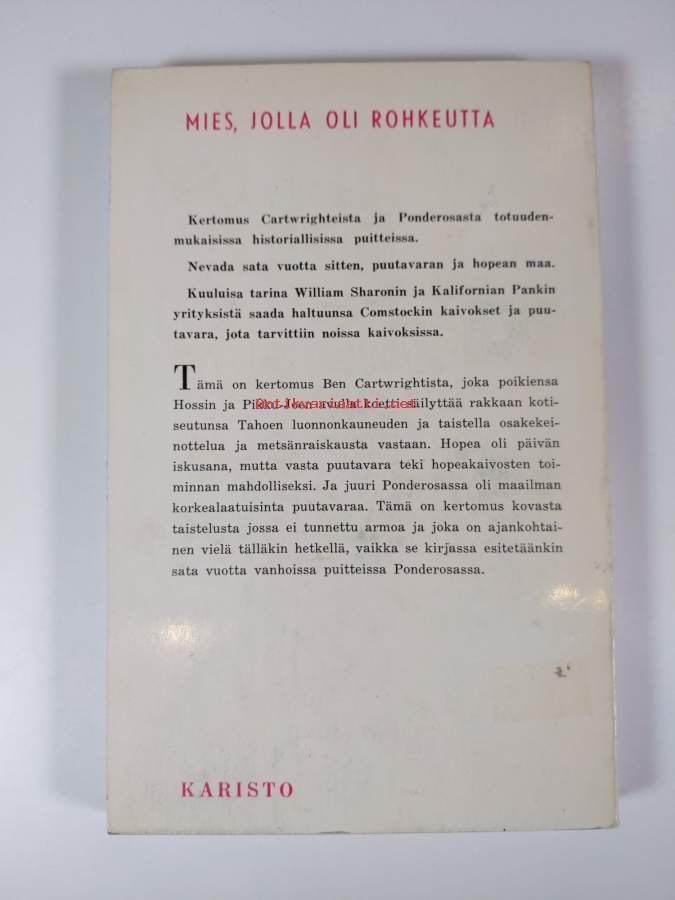 MIES, JOLLA OLI ROHKEUTTA
Kertomus Cartwrighteista ja Ponderosasta totuuden-
mukaisissa historiallisissa puitteissa.
Nevada sata vuotta sitten, puutavaran ja hopean maa.
Kuuluisa tarina William Sharonin ja Kalifornian Pankin
yrityksistä saada haltuunsa Comstockin kaivokset ja puu-
tavara, jota tarvittiin noissa kaivoksissa.
Tämä on kertomus Ben Cartwrightista, joka poikiensa
Hossin ja säilyttää rakkaan koti-
seutunsa Tahoen luonnonkauneuden ja taistella osakekei-
nottelua ja metsänraiskausta vastaan. Hopea oli päivän
iskusana, mutta vasta puutavara teki hopeakaivosten toi-
minnan mahdolliseksi. Ja juuri Ponderosassa oli maailman
korkealaatuisinta puutavaraa. Tämä on kertomus kovasta
taistelusta jossa ei tunnettu armoa ja joka on ajankohtai-
nen vielä tälläkin hetkellä, vaikka se kirjassa esitetäänkin
sata vuotta vanhoissa puitteissa Ponderosassa.
KARISTO